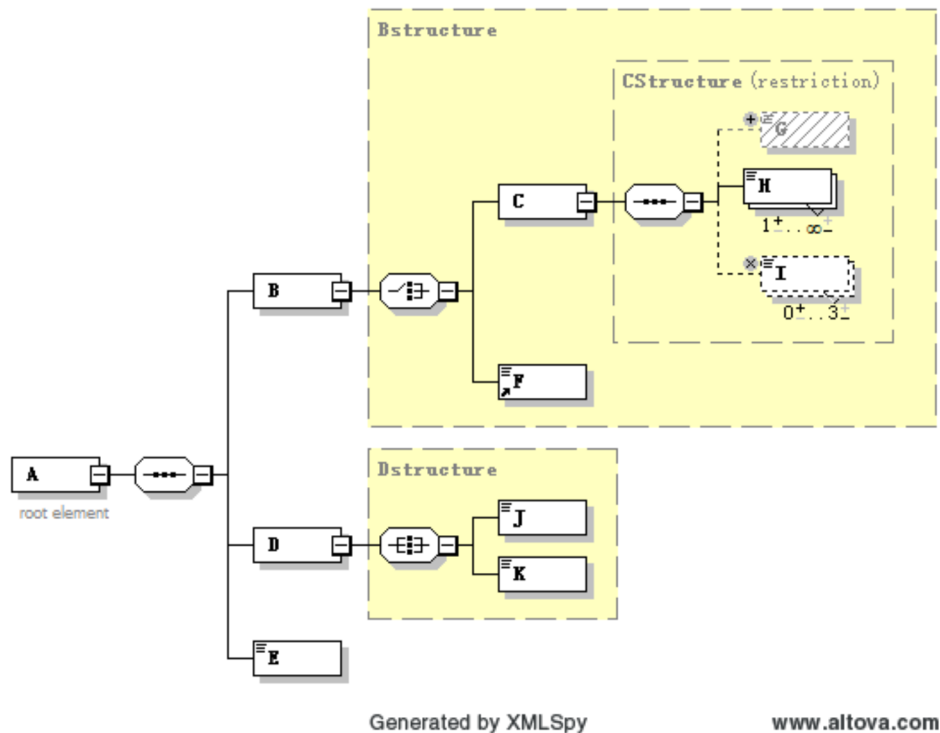 Bstructure
CStructure (restriction)
G
C
H
1±..∞±
B
I
0±..3±
F
A
root element
Dstructure
J
D
K
E
Generated by XMLSpy
www.altova.com